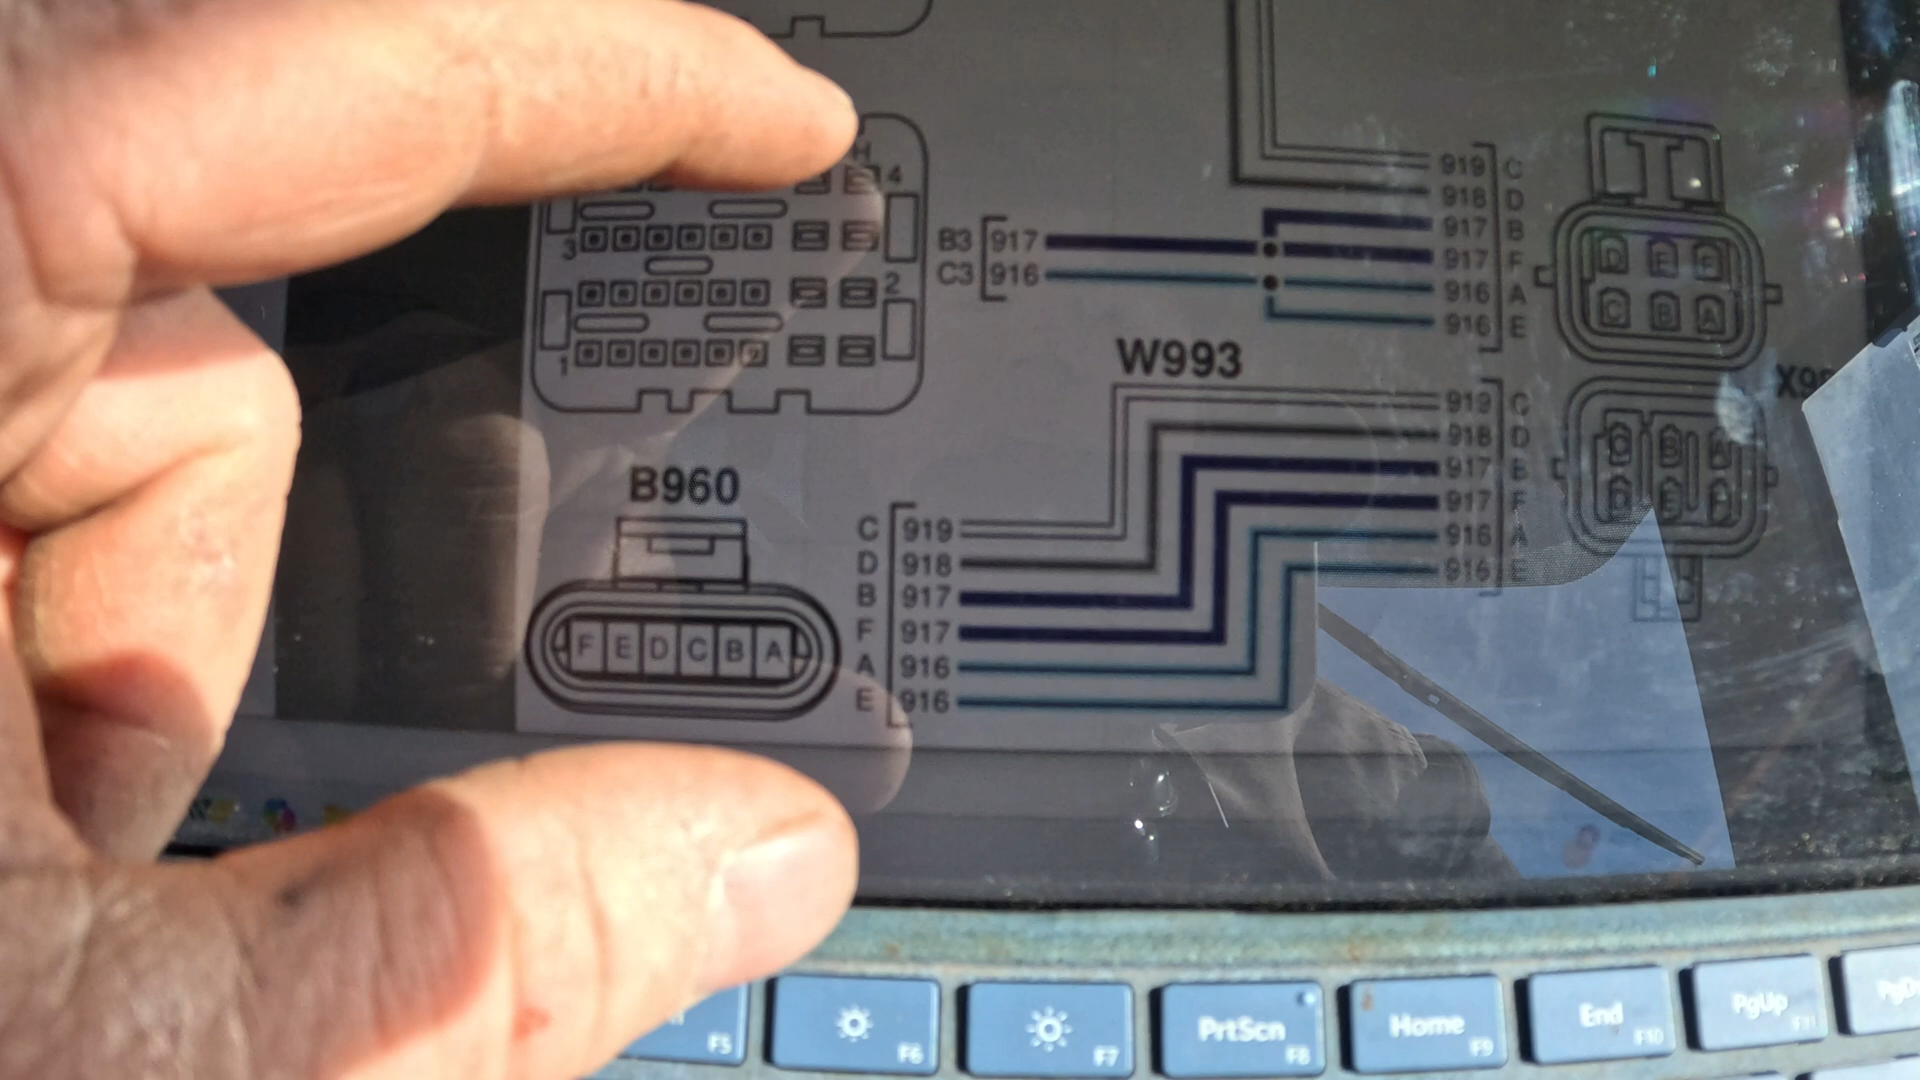 H
4
3
2
1
B3 917
C3 916
919 C
918 D
917 B
917 F
916 A
916 E
D E F
C B A
W993
919 C
918 D
917 B
917 F
916 A
916 E
C B A
D E F
B960
F E D C B A
C 919
D 918
B 917
F 917
A 916
E 916
F5
F6
F7
PrtScn F8
Home F9
End F10
PgUp F11